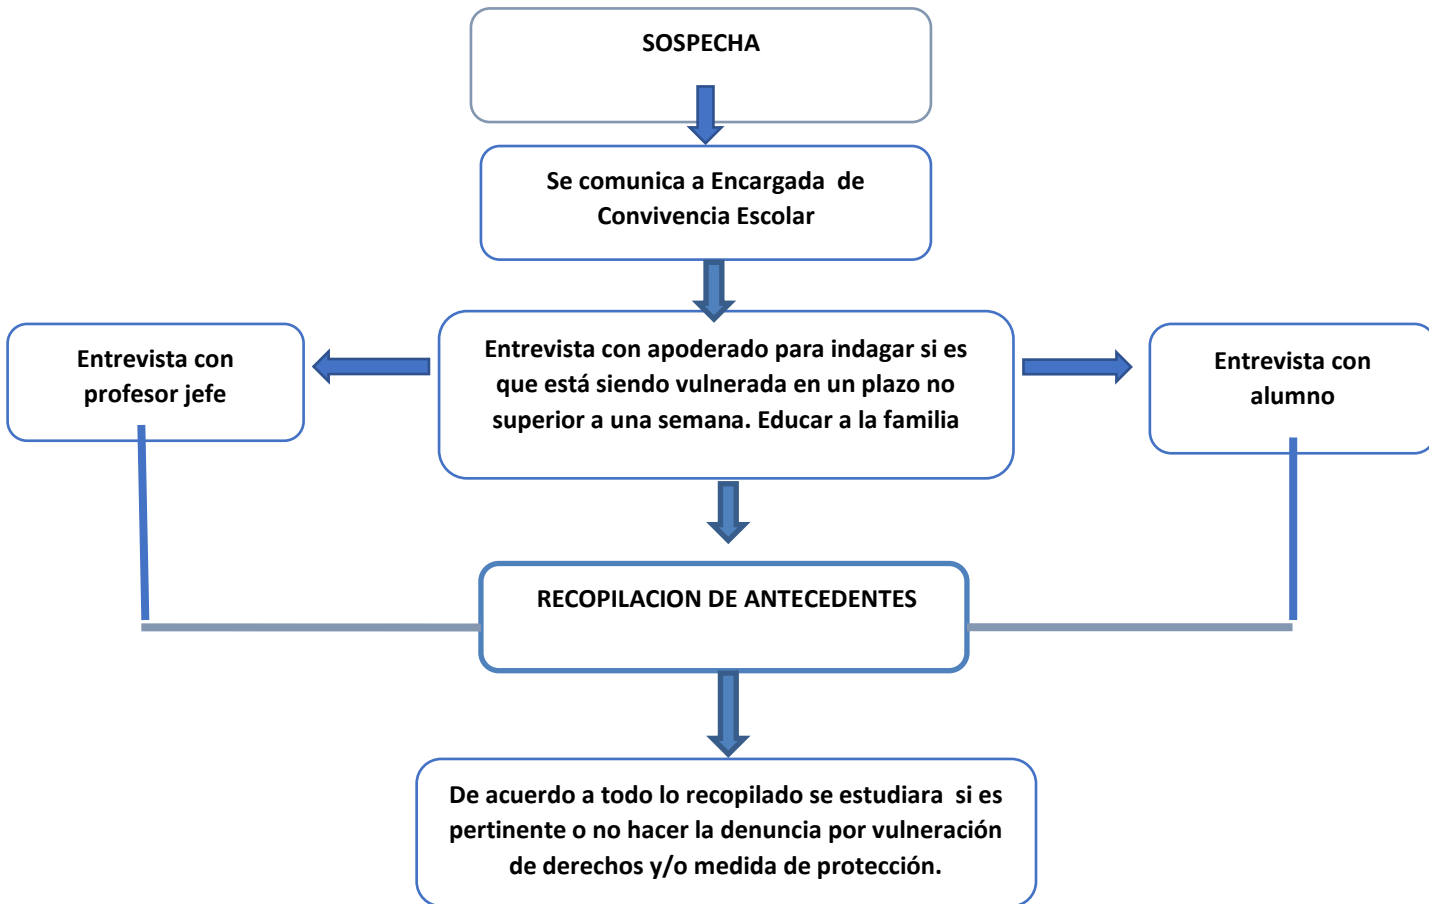 SOSPECHA
Se comunica a Encargada de
Convivencia Escolar
Entrevista con
profesor jefe
Entrevista con apoderado para indagar si es
que está siendo vulnerada en un plazo no
superior a una semana. Educar a la familia
Entrevista con
alumno
RECOPILACION DE ANTECEDENTES
De acuerdo a todo lo recopilado se estudiara si es
pertinente o no hacer la denuncia por vulneración
de derechos y/o medida de protección.